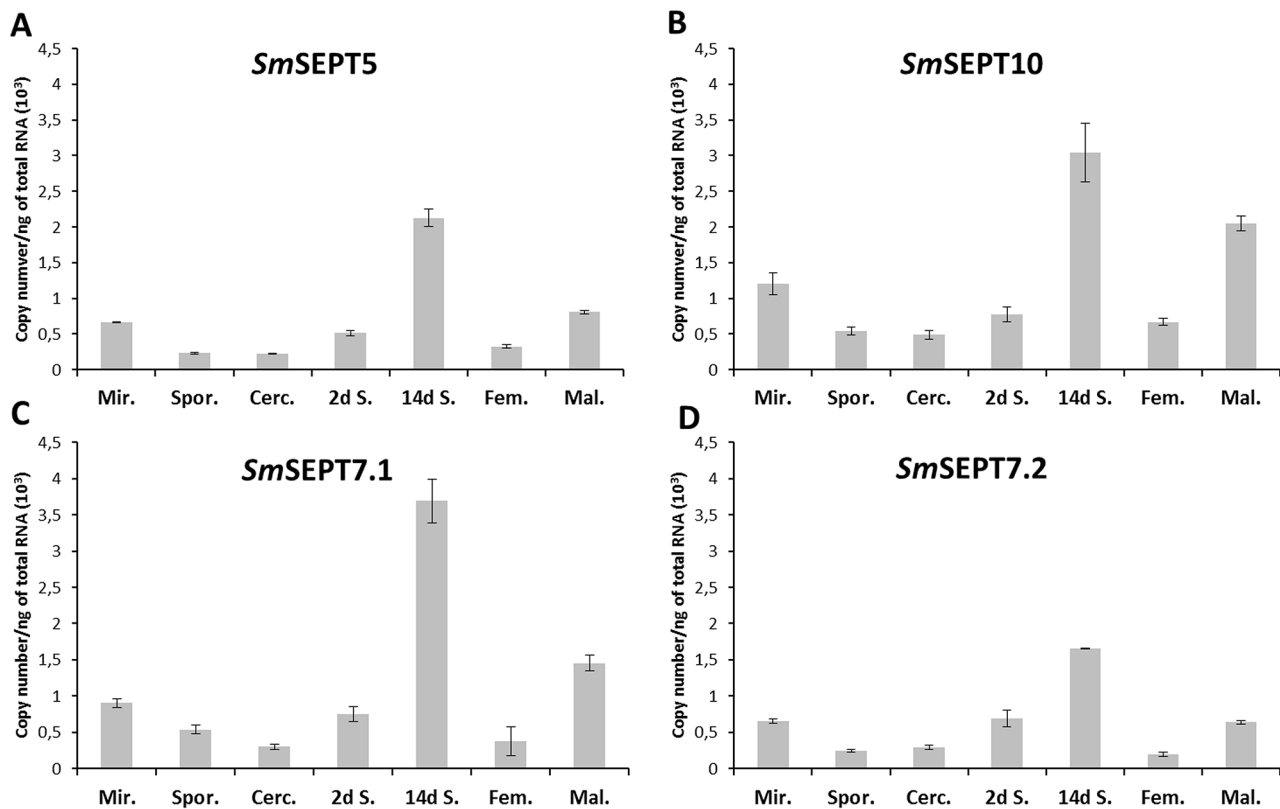 A
SmSEPT5
Copy numver/ng of total RNA (10³)
4,5
4
3,5
3
2,5
2
1,5
1
0,5
0
Mir. Spor. Cerc. 2d S. 14d S. Fem. Mal.
B
SmSEPT10
Copy number/ng of total RNA (10³)
4,5
4
3,5
3
2,5
2
1,5
1
0,5
0
Mir. Spor. Cerc. 2d S. 14d S. Fem. Mal.
C
SmSEPT7.1
Copy number/ng of total RNA (10³)
4,5
4
3,5
3
2,5
2
1,5
1
0,5
0
Mir. Spor. Cerc. 2d S. 14d S. Fem. Mal.
D
SmSEPT7.2
Copy number/ng of total RNA (10³)
4,5
4
3,5
3
2,5
2
1,5
1
0,5
0
Mir. Spor. Cerc. 2d S. 14d S. Fem. Mal.